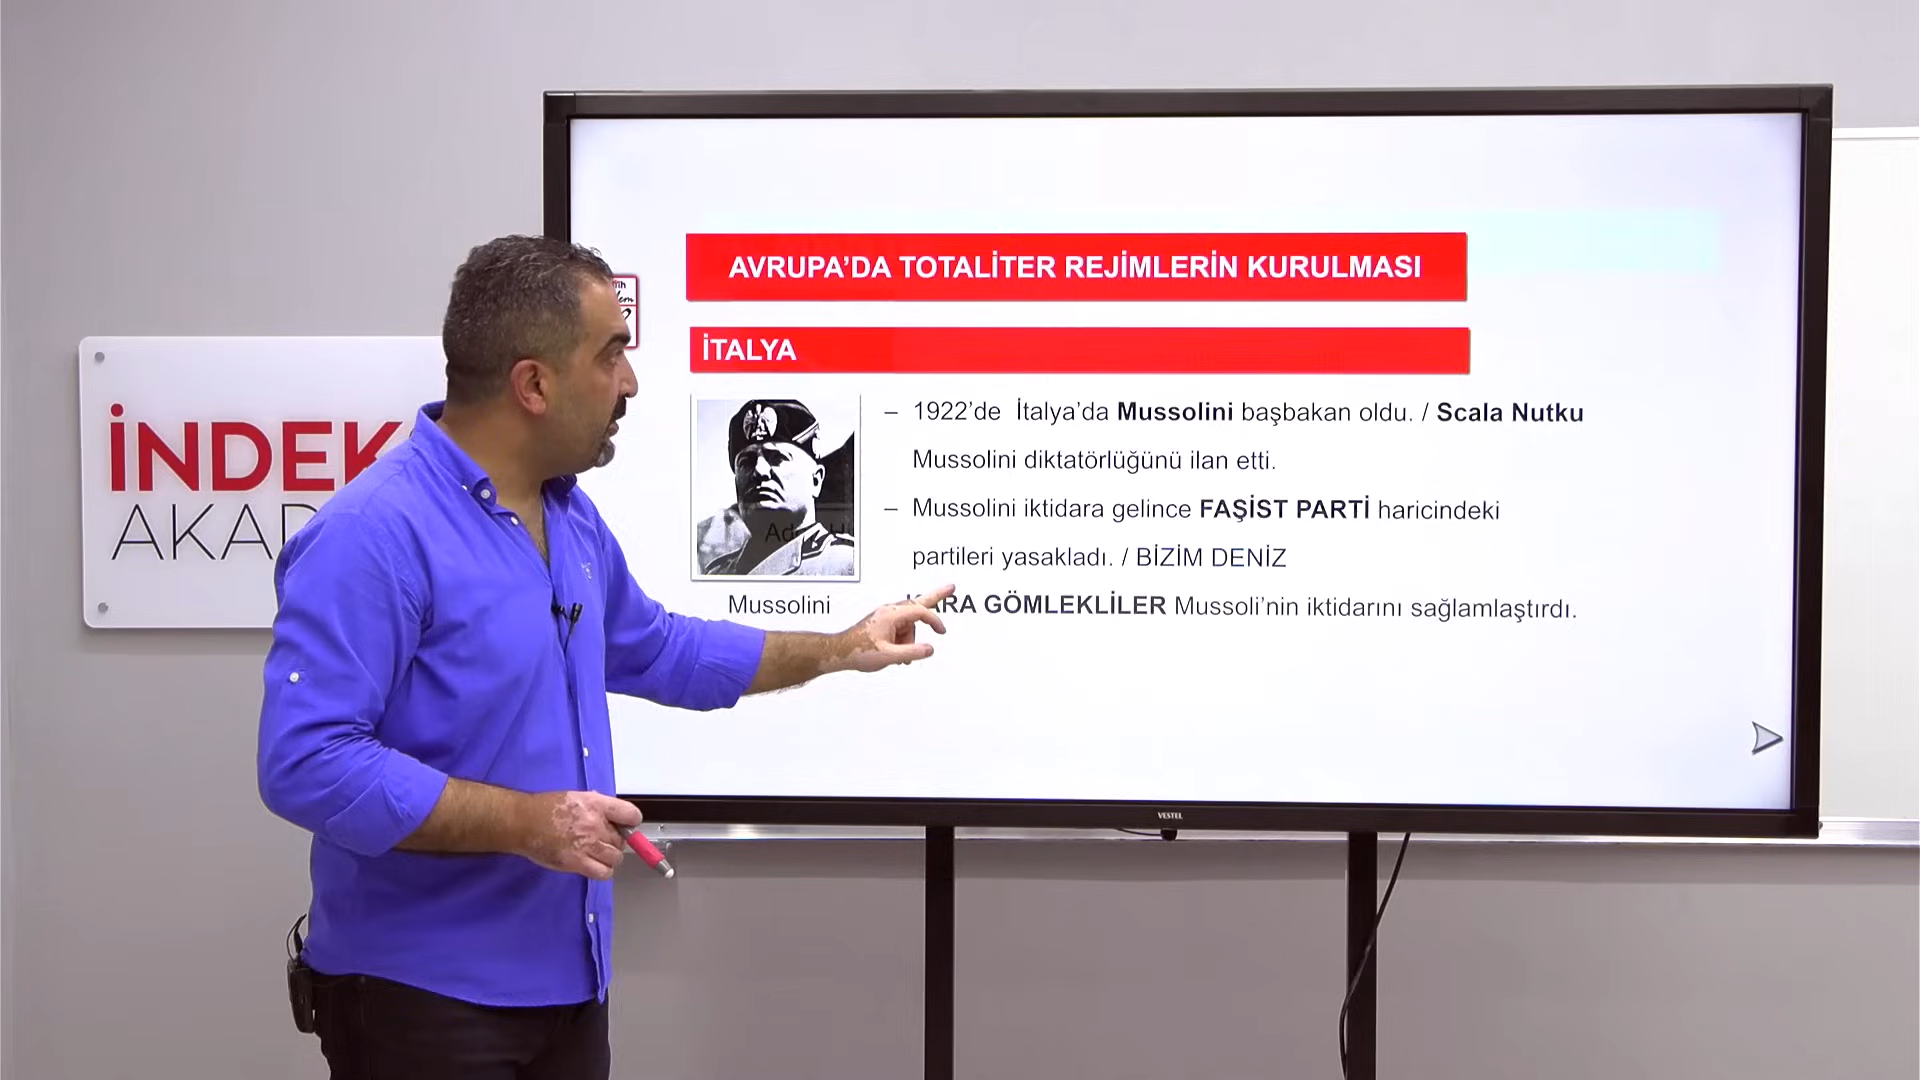 AVRUPA’DA TOTALİTER REJİMLERİN KURULMASI
İTALYA
– 1922’de İtalya’da Mussolini başbakan oldu. / Scala Nutku
Mussolini diktatörlüğünü ilan etti.
– Mussolini iktidara gelince FAŞİST PARTİ haricindeki
partileri yasakladı. / BİZİM DENİZ
GÖMLEKLİLER Mussoli’nin iktidarını sağlamlaştırdı.
Mussolini
İNDEK
AKAD
VESTEL